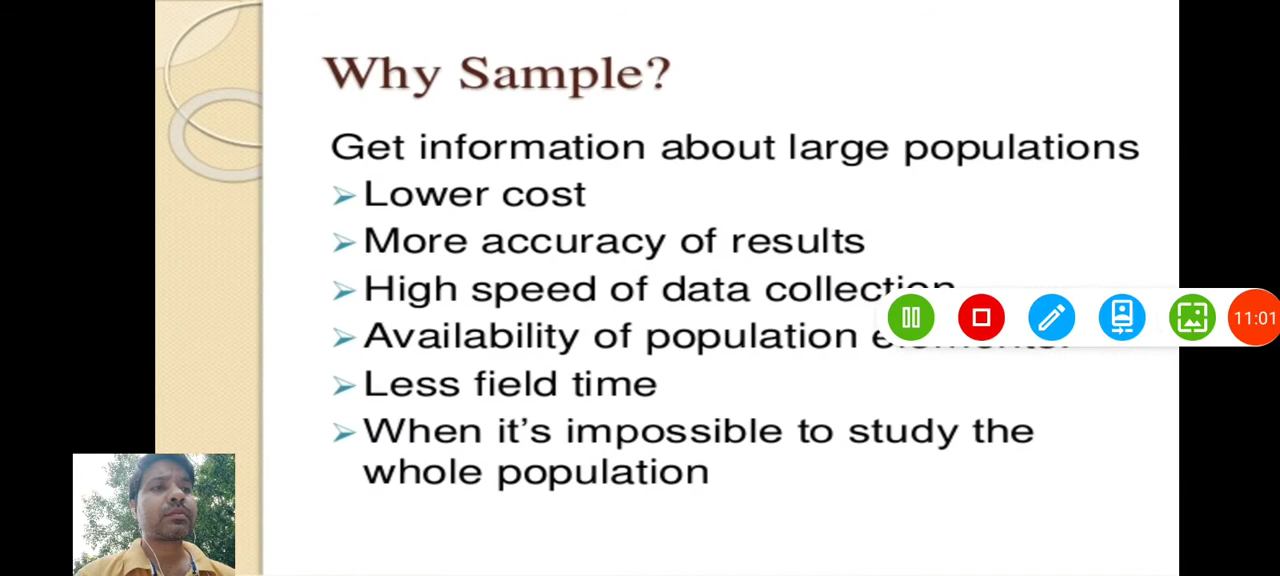 Why Sample?
Get information about large populations
➢ Lower cost
➢ More accuracy of results
➢ High speed of data collection
➢ Availability of population elements.
➢ Less field time
➢ When it's impossible to study the
whole population
11:01